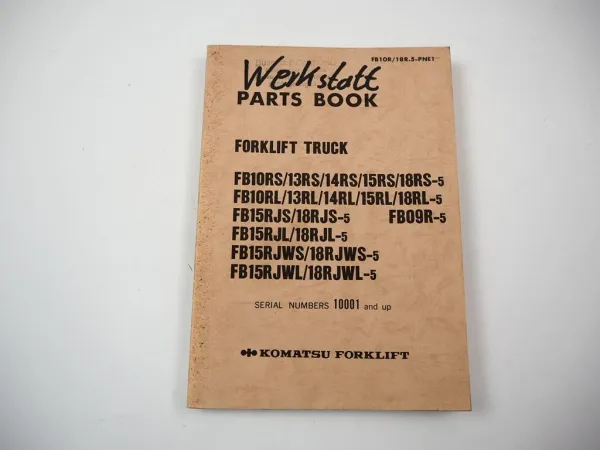 FB10R/18R.5-PNE1
Werkstatt
PARTS BOOK
FORKLIFT TRUCK
FB10RS/13RS/14RS/15RS/18RS-5
FB10RL/13RL/14RL/15RL/18RL-5
FB15RJS/18RJS-5 FB09R-5
FB15RJL/18RJL-5
FB15RJWS/18RJWS-5
FB15RJWL/18RJWL-5
SERIAL NUMBERS 10001 and up
KOMATSU FORKLIFT